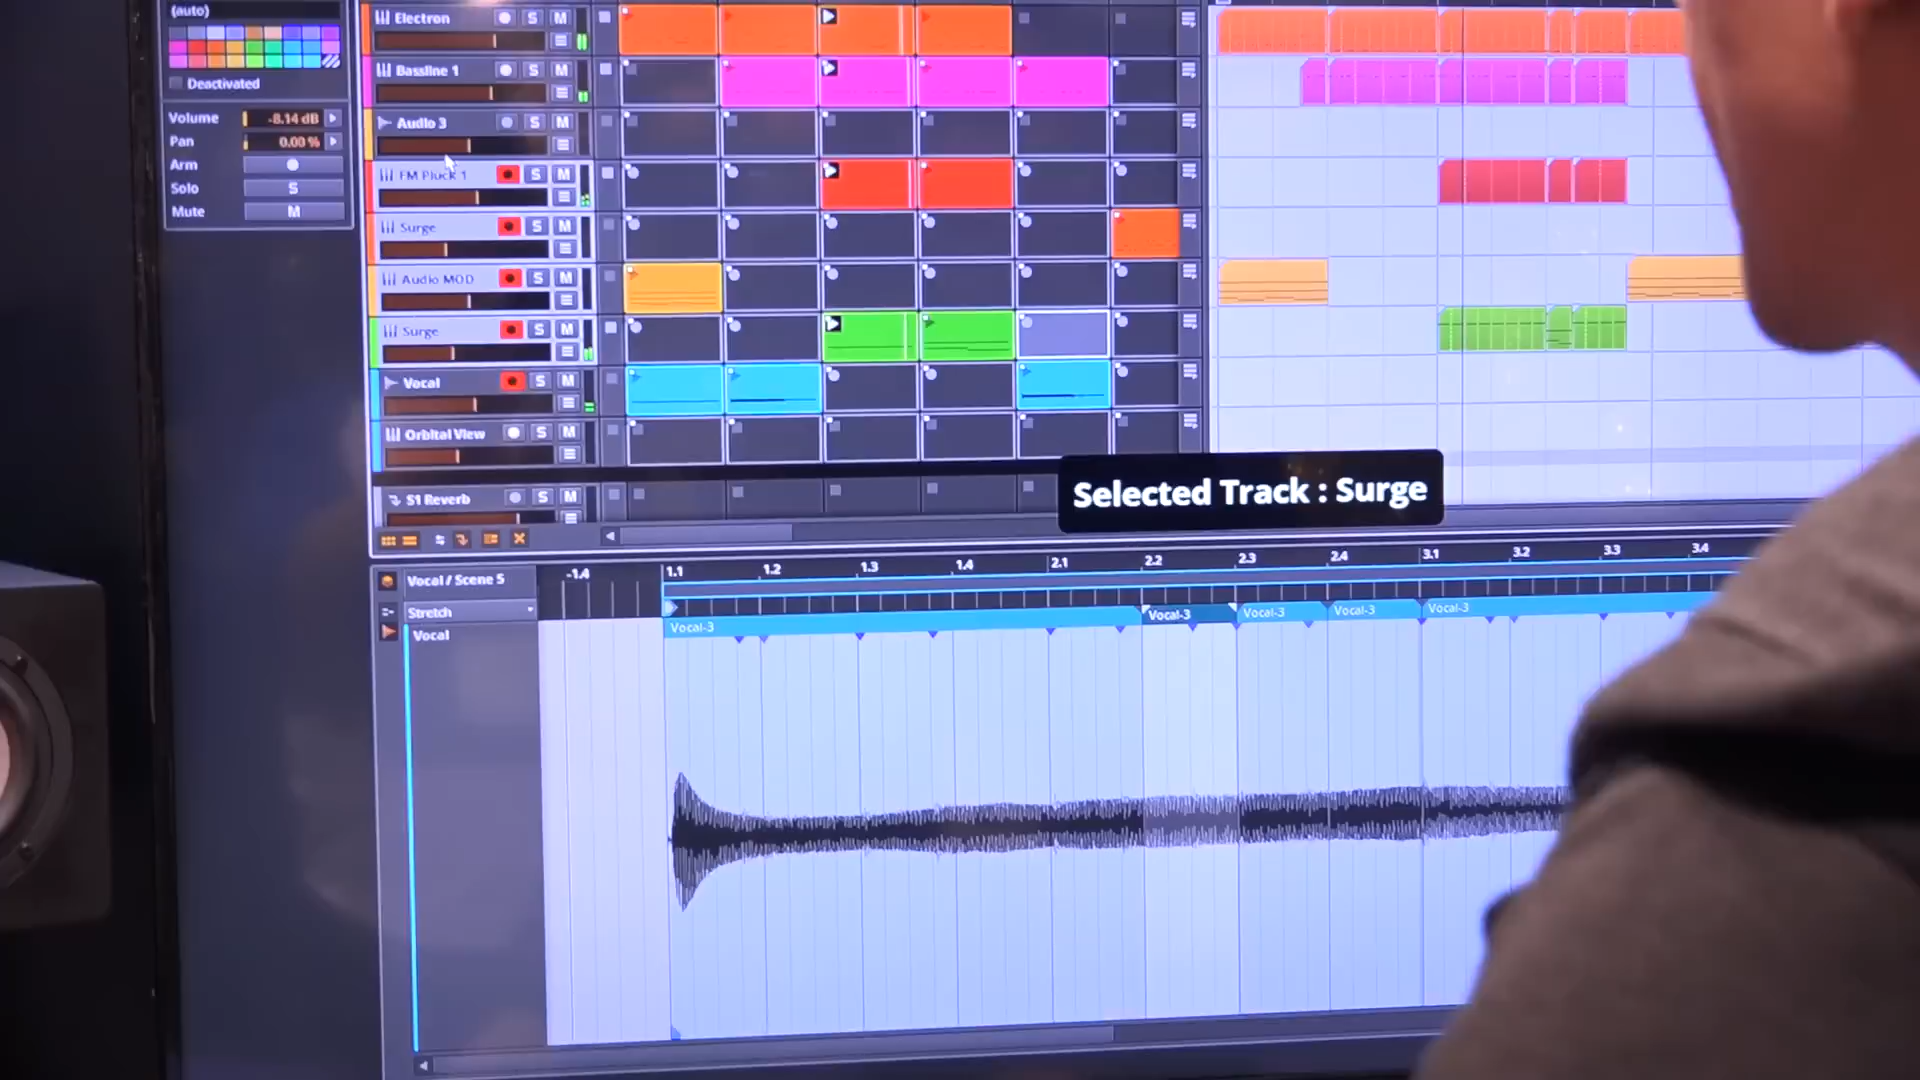 (auto)
Deactivated
Volume -8.14 dB
Pan 0.00 %
Arm
Solo S
Mute M
Electron S M
Bassline 1 S M
Audio 3 S M
FM Pluck 1 S M
Surge S M
Audio MOD S M
Surge S M
Vocal S M
Orbital View S M
S1 Reverb S M
Selected Track : Surge
Vocal / Scene 5
Stretch
Vocal
-1.4 1.1 1.2 1.3 1.4 2.1 2.2 2.3 2.4 3.1 3.2 3.3 3.4
Vocal-3 Vocal-3 Vocal-3 Vocal-3 Vocal-3